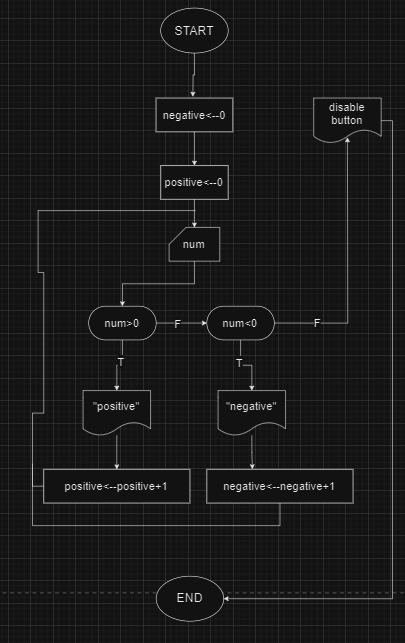 START
negative<--0
disable
button
positive<--0
num
num>0
F
num<0
F
T
T
"positive"
"negative"
positive<--positive+1
negative<--negative+1
END